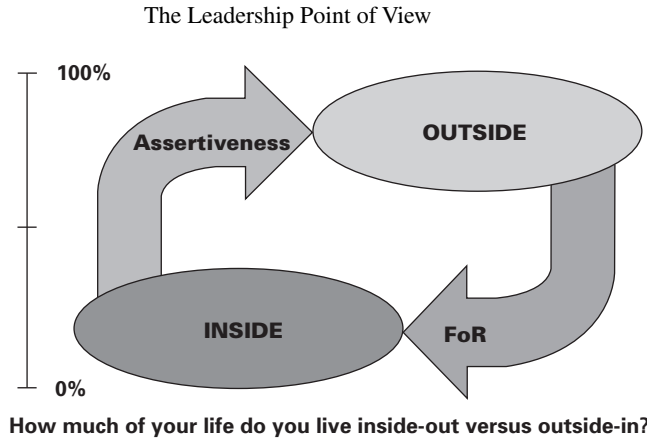 The Leadership Point of View
100%
Assertiveness
OUTSIDE
INSIDE
FoR
0%
How much of your life do you live inside-out versus outside-in?